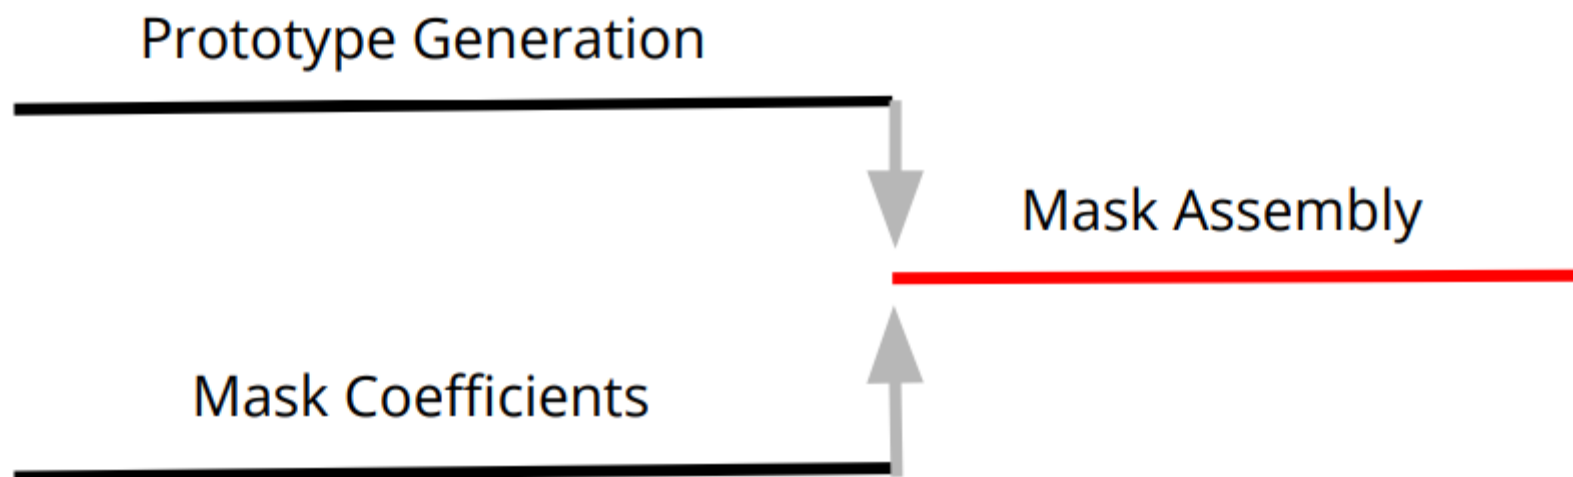 Prototype Generation
Mask Assembly
Mask Coefficients